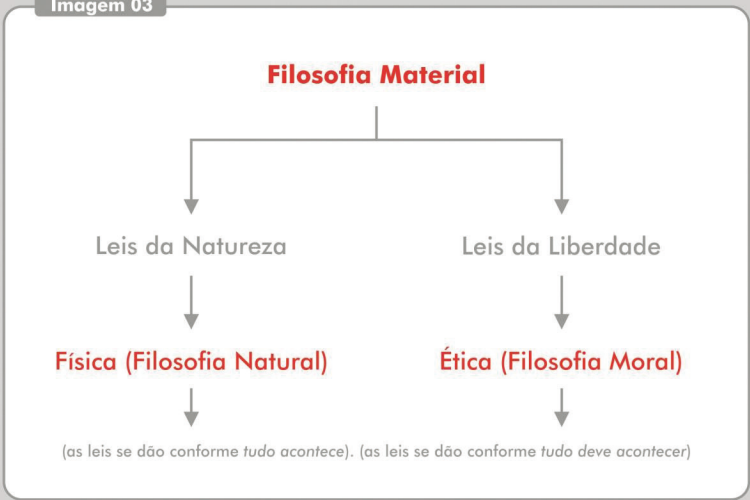 Imagem 03
Filosofia Material
Leis da Natureza
Leis da Liberdade
Física (Filosofia Natural)
Ética (Filosofia Moral)
(as leis se dão conforme tudo acontece). (as leis se dão conforme tudo deve acontecer)